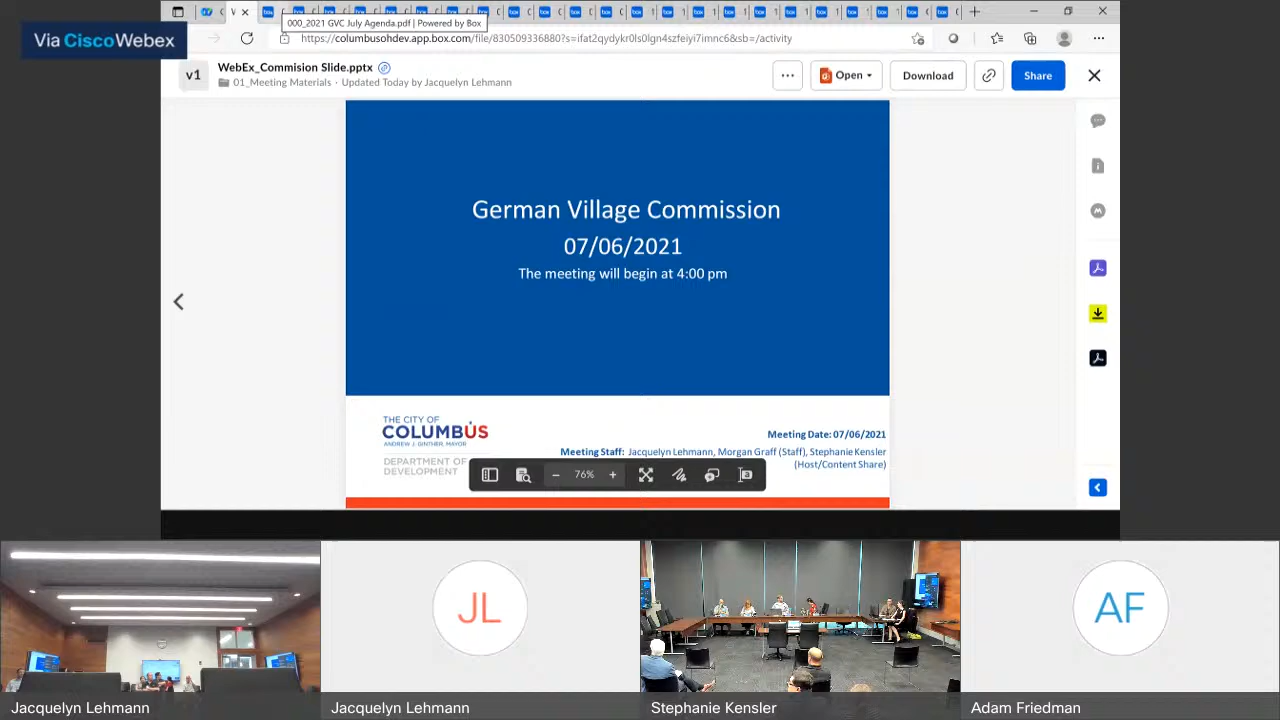 Via CiscoWebex
000_2021 GVC July Agenda.pdf | Powered by Box
https://columbusohdev.app.box.com/file/830509336880?s=ifat2qydykr0ls0lgn4szfeiyi7imnc6&sb=/activity
v1
WebEx_Commision Slide.pptx
01_Meeting Materials · Updated Today by Jacquelyn Lehmann
Open
Download
Share
German Village Commission
07/06/2021
The meeting will begin at 4:00 pm
THE CITY OF
COLUMBUS
ANDREW J. GINTHER, MAYOR
DEPARTMENT OF
DEVELOPMENT
Meeting Date: 07/06/2021
Meeting Staff: Jacquelyn Lehmann, Morgan Graff (Staff), Stephanie Kensler
(Host/Content Share)
76%
JL
AF
Jacquelyn Lehmann
Jacquelyn Lehmann
Stephanie Kensler
Adam Friedman